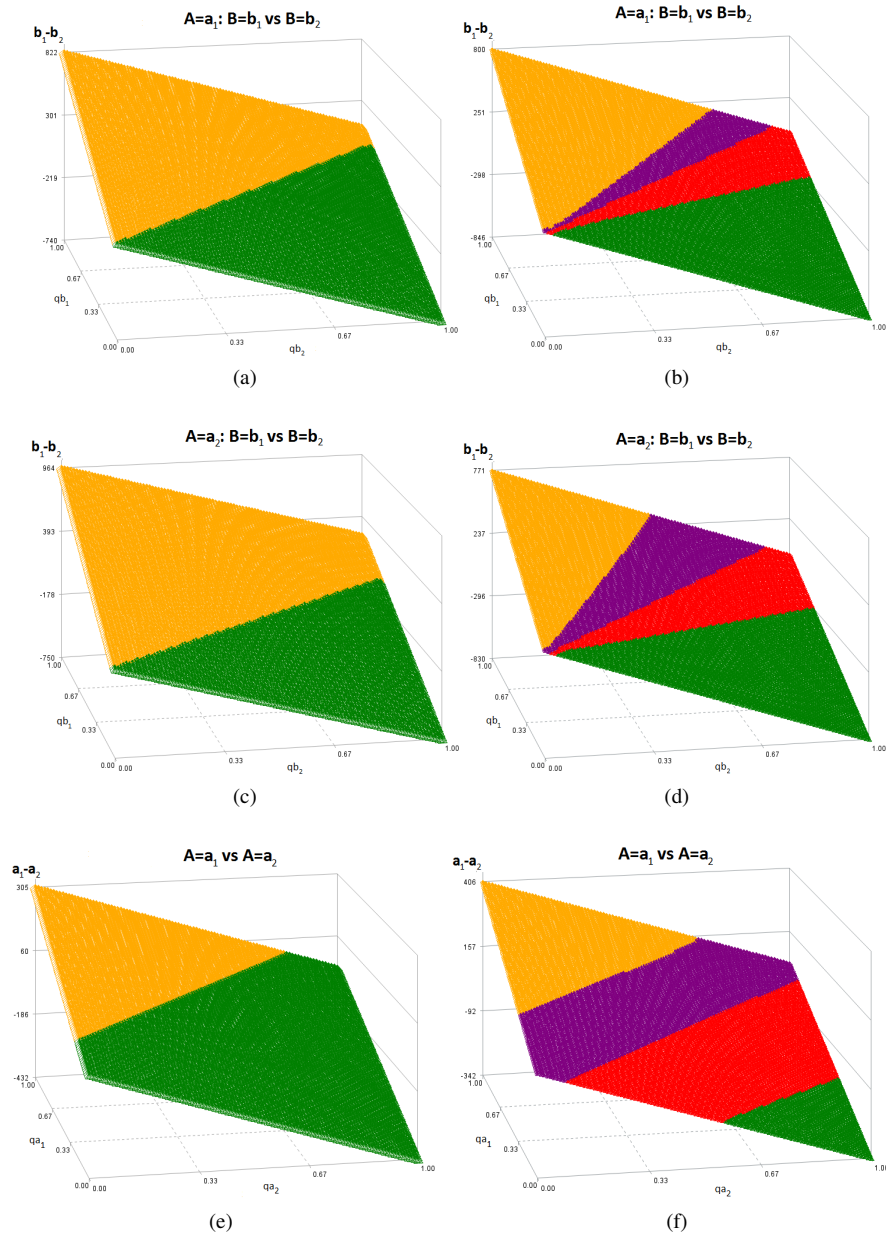 A=a₁: B=b₁ vs B=b₂
b₁-b₂
822
301
-219
-740
1.00
0.67
qb₁
0.33
0.00
0.00
0.33
qb₂
0.67
1.00
(a)
A=a₁: B=b₁ vs B=b₂
b₁-b₂
800
251
-298
-846
1.00
0.67
qb₁
0.33
0.00
0.00
0.33
qb₂
0.67
1.00
(b)
A=a₂: B=b₁ vs B=b₂
b₁-b₂
964
393
-178
-750
1.00
0.67
qb₁
0.33
0.00
0.00
0.33
qb₂
0.67
1.00
(c)
A=a₂: B=b₁ vs B=b₂
b₁-b₂
771
237
-296
-830
1.00
0.67
qb₁
0.33
0.00
0.00
0.33
qb₂
0.67
1.00
(d)
A=a₁ vs A=a₂
a₁-a₂
305
60
-186
-432
1.00
0.67
qa₁
0.33
0.00
0.00
0.33
qa₂
0.67
1.00
(e)
A=a₁ vs A=a₂
a₁-a₂
406
157
-92
-342
1.00
0.67
qa₁
0.33
0.00
0.00
0.33
qa₂
0.67
1.00
(f)